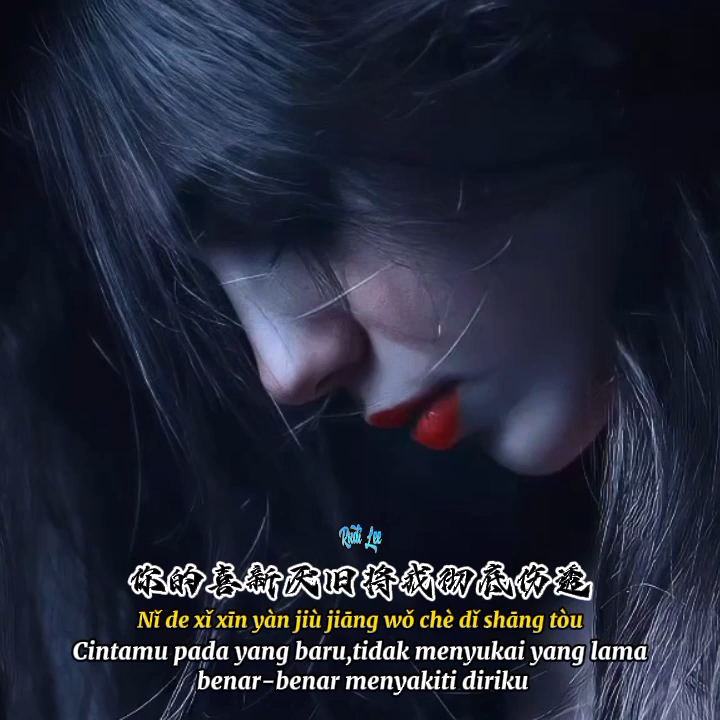 Rudi Lee
你的喜新厌旧将我彻底伤透
Nǐ de xǐ xīn yàn jiù jiāng wǒ chè dǐ shāng tòu
Cintamu pada yang baru,tidak menyukai yang lama
benar-benar menyakiti diriku